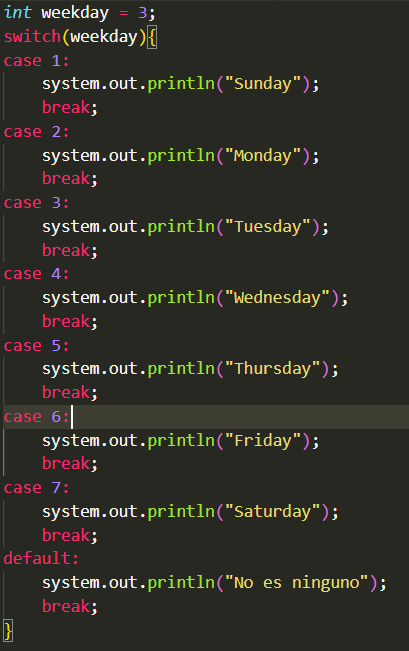 int weekday = 3;
switch(weekday){
case 1:
    system.out.println("Sunday");
    break;
case 2:
    system.out.println("Monday");
    break;
case 3:
    system.out.println("Tuesday");
    break;
case 4:
    system.out.println("Wednesday");
    break;
case 5:
    system.out.println("Thursday");
    break;
case 6:
    system.out.println("Friday");
    break;
case 7:
    system.out.println("Saturday");
    break;
default:
    system.out.println("No es ninguno");
    break;
}